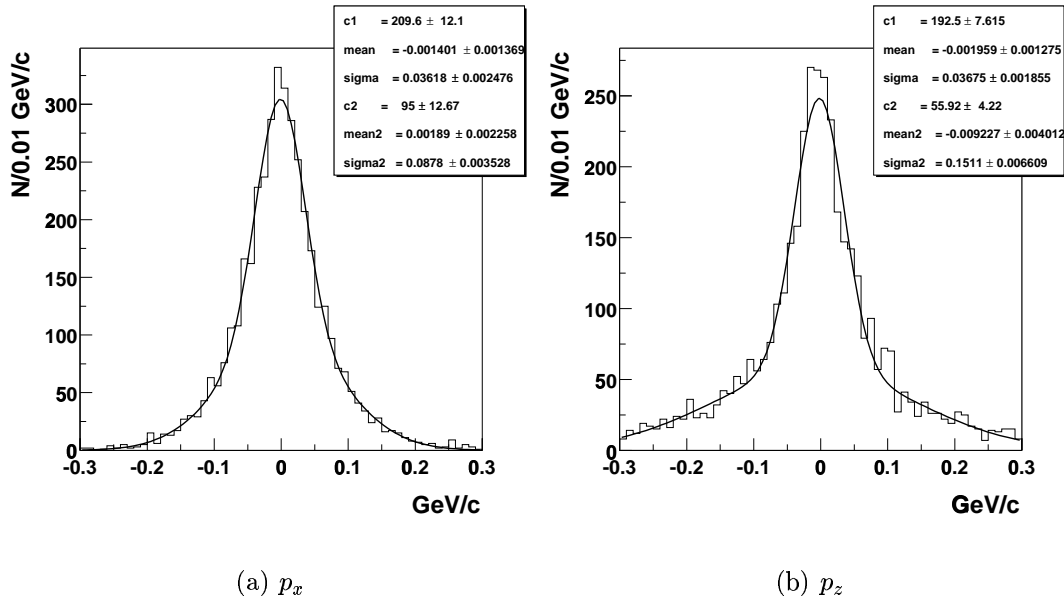 c1 = 209.6 ± 12.1
mean = -0.001401 ± 0.001369
sigma = 0.03618 ± 0.002476
c2 = 95 ± 12.67
mean2 = 0.00189 ± 0.002258
sigma2 = 0.0878 ± 0.003528
N/0.01 GeV/c
300
250
200
150
100
50
0
-0.3 -0.2 -0.1 0 0.1 0.2 0.3
GeV/c
(a) px
c1 = 192.5 ± 7.615
mean = -0.001959 ± 0.001275
sigma = 0.03675 ± 0.001855
c2 = 55.92 ± 4.22
mean2 = -0.009227 ± 0.004012
sigma2 = 0.1511 ± 0.006609
N/0.01 GeV/c
250
200
150
100
50
0
-0.3 -0.2 -0.1 0 0.1 0.2 0.3
GeV/c
(b) pz